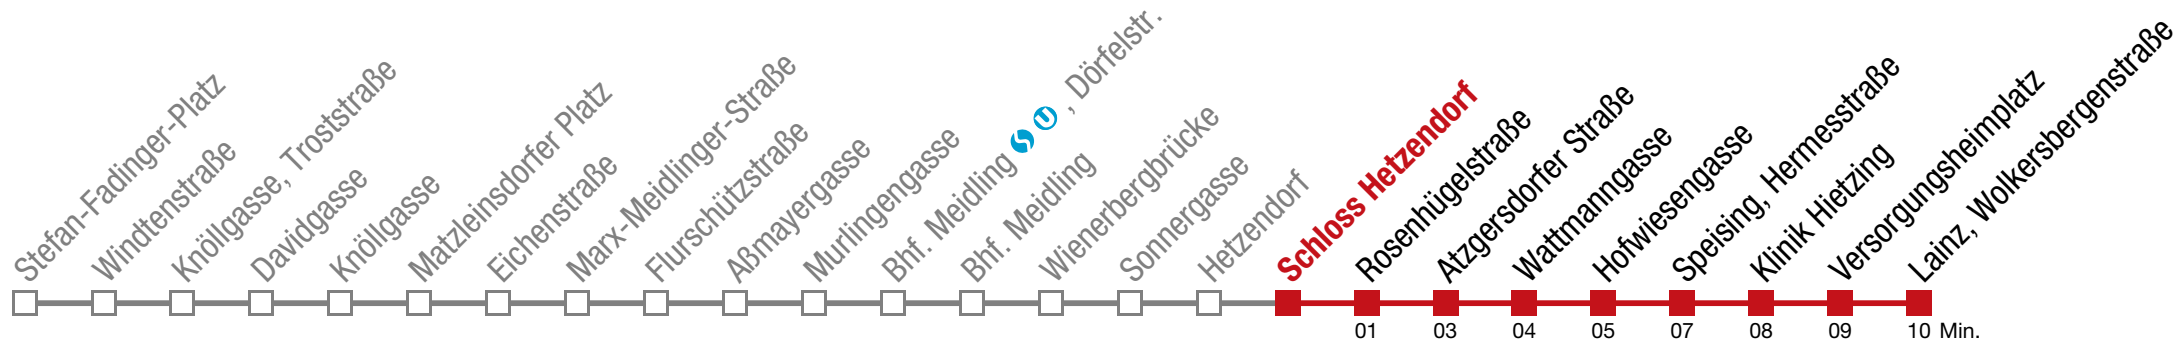 Stefan-Fadinger-Platz
Windtenstraße
Knöllgasse, Troststraße
Davidgasse
Knöllgasse
Matzleinsdorfer Platz
Eichenstraße
Marx-Meidlinger-Straße
Flurschützstraße
Aßmayergasse
Murlingengasse
Bhf. Meidling S U , Dörfelstr.
Bhf. Meidling
Wienerbergbrücke
Sonnergasse
Hetzendorf
Schloss Hetzendorf
Rosenhügelstraße
Atzgersdorfer Straße
Wattmanngasse
Hofwiesengasse
Speising, Hermesstraße
Klinik Hietzing
Versorgungsheimplatz
Lainz, Wolkersbergenstraße
01 03 04 05 07 08 09 10 Min.